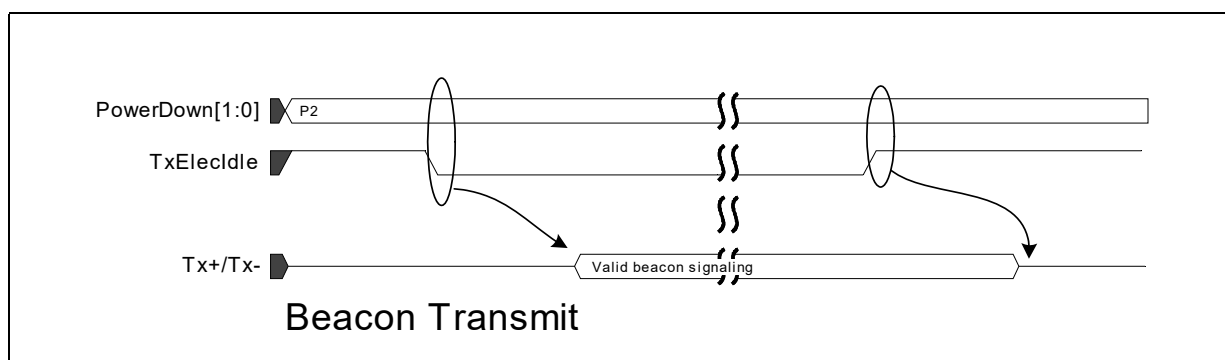 PowerDown[1:0]
P2
TxElecIdle
Tx+/Tx-
Valid beacon signaling
Beacon Transmit